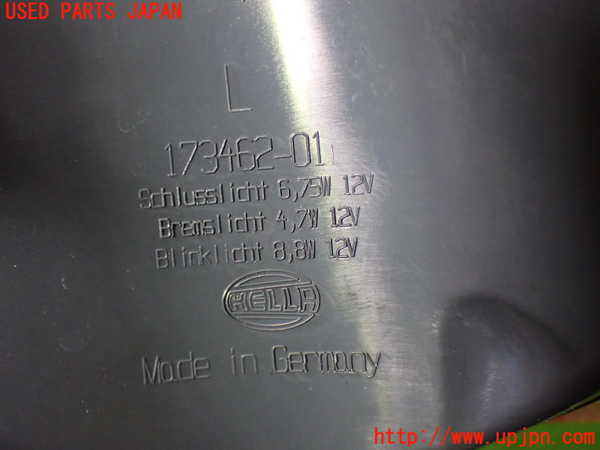 USED PARTS JAPAN
L
173462-01
Schlusslicht 6,75W 12V
Bremslicht 4,7W 12V
Blinklicht 8,8W 12V
HELLA
Made in Germany
http://www.upjpn.com/